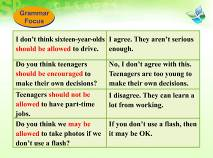 Grammar
Focus
I don't think sixteen-year-olds
should be allowed to drive.
I agree. They aren't serious
enough.
Do you think teenagers
should be encouraged to
make their own decisions?
No, I don't agree with this.
Teenagers are too young to
make their own decisions.
Teenagers should not be
allowed to have part-time
jobs.
I disagree. They can learn a
lot from working.
Do you think we may be
allowed to take photos if we
don't use a flash?
If you don't use a flash, then
it may be OK.